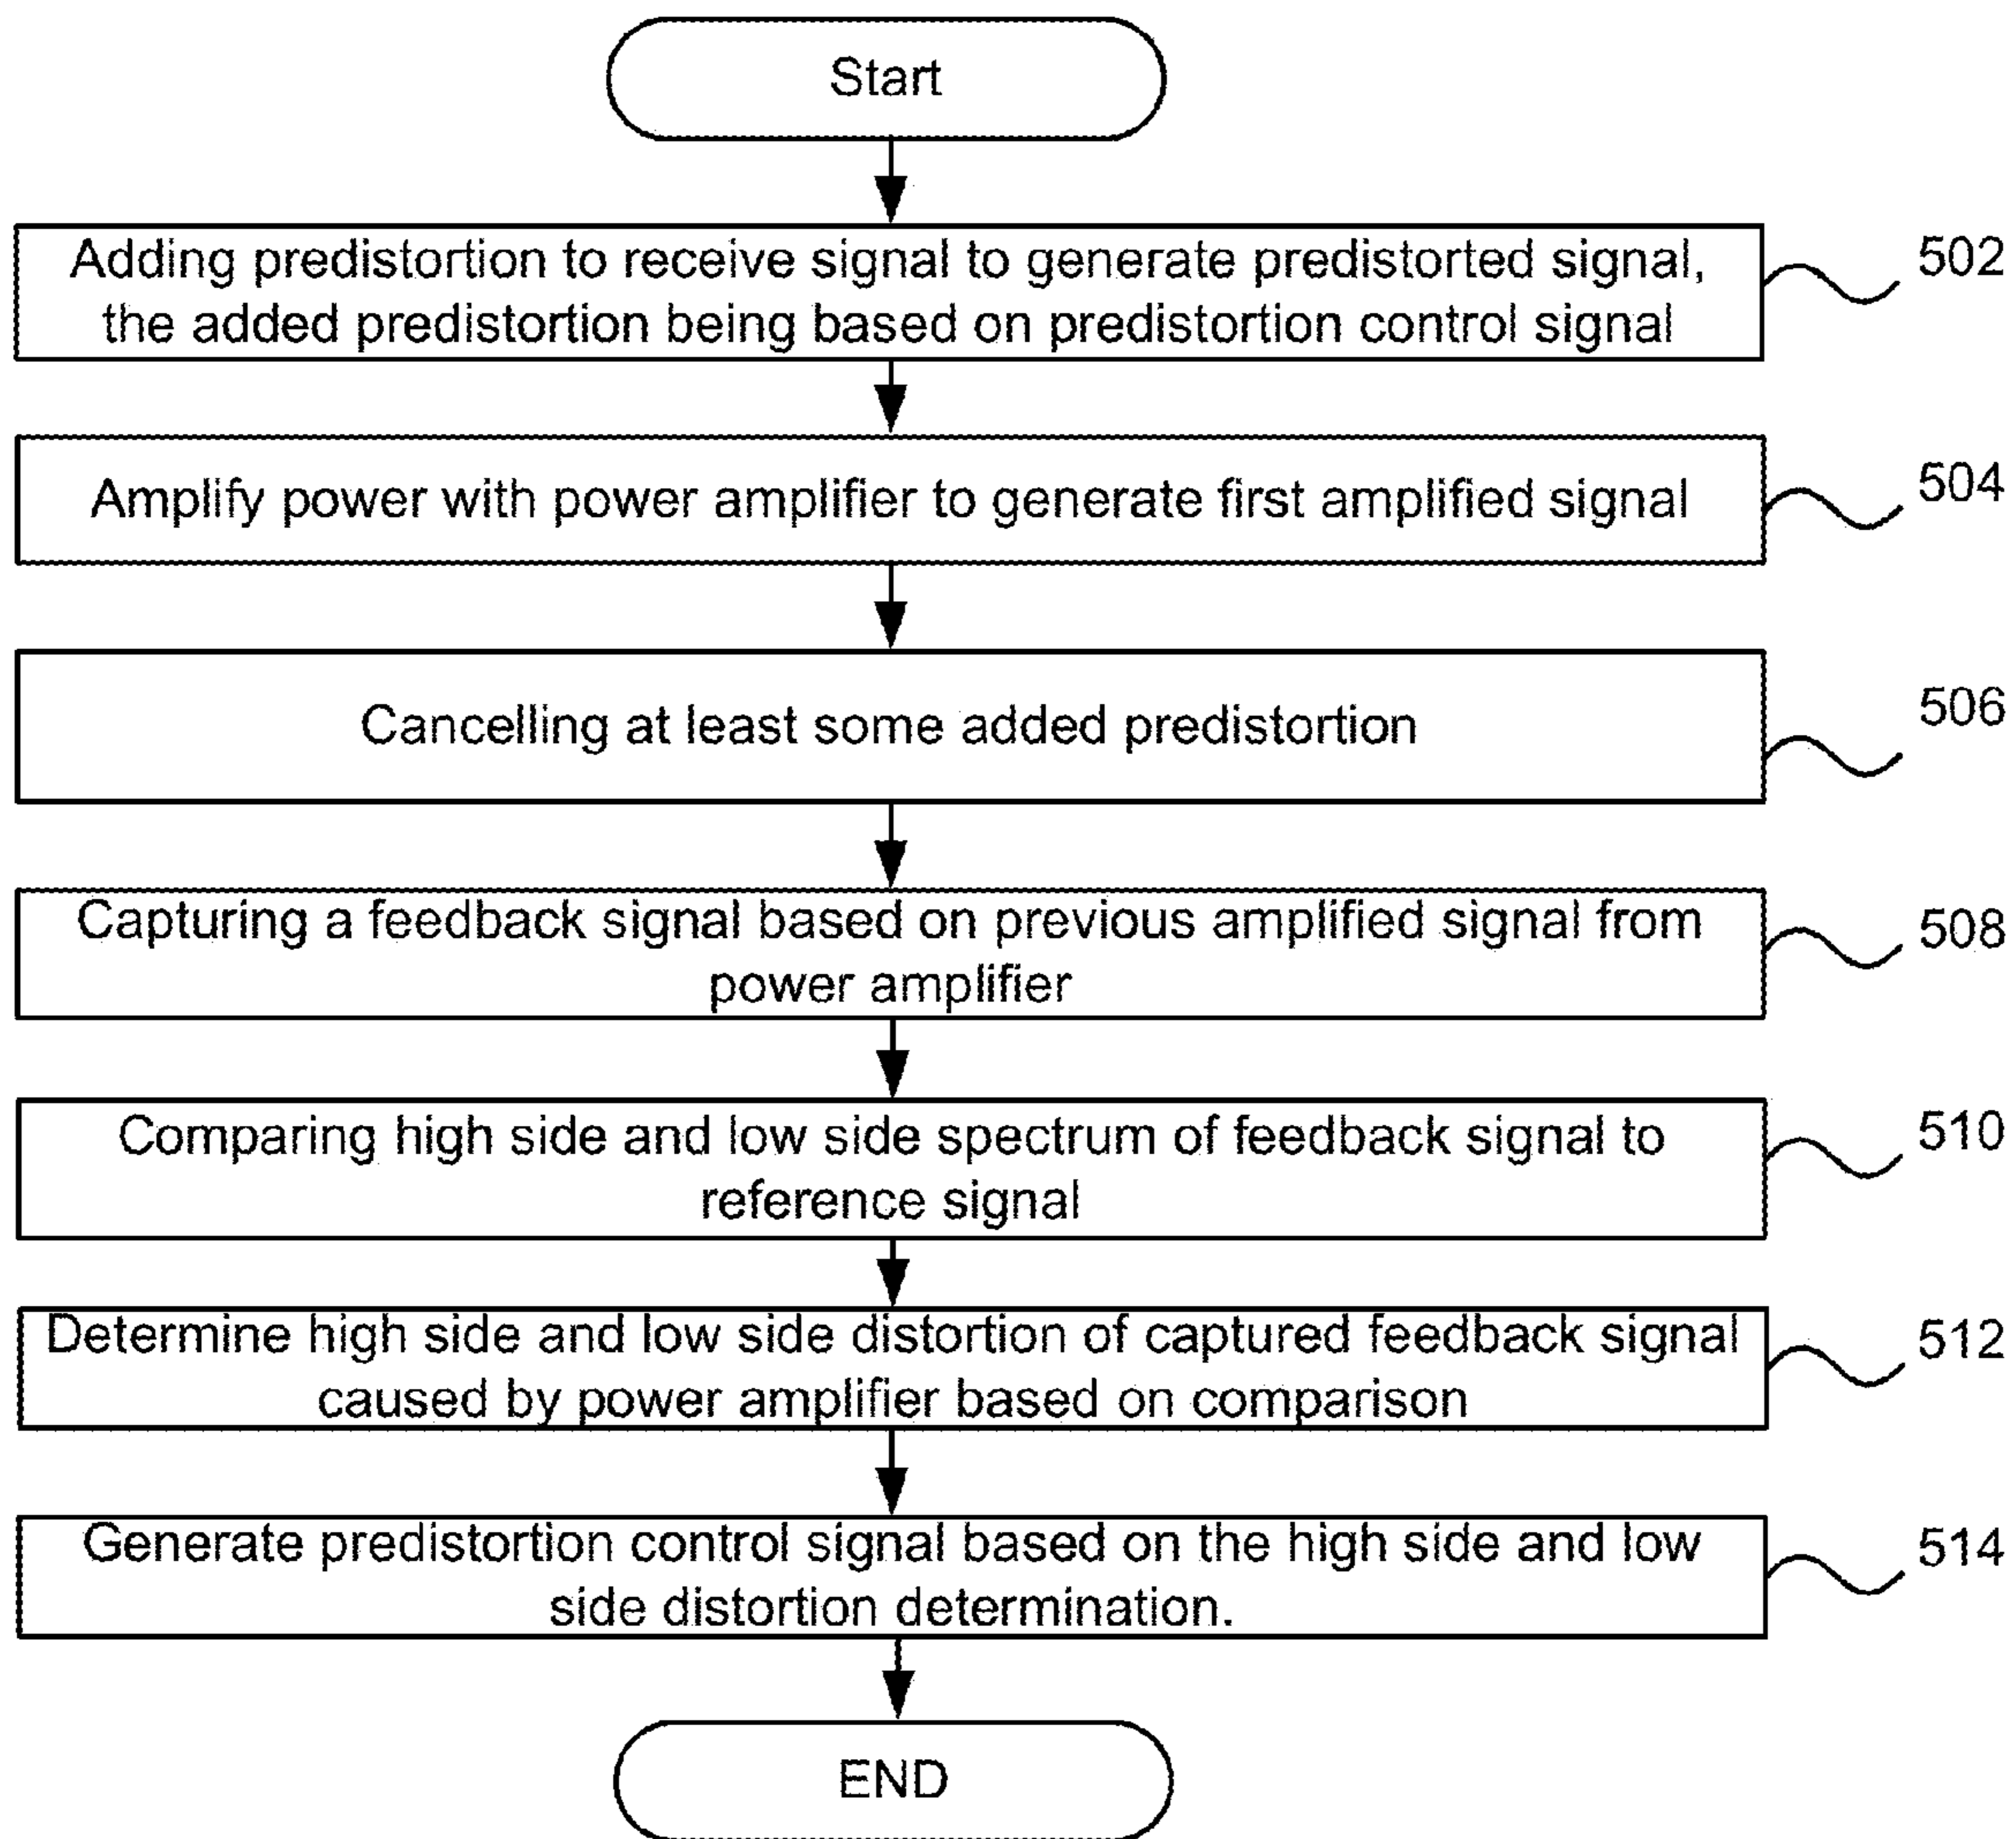 Start
Adding predistortion to receive signal to generate predistorted signal,
the added predistortion being based on predistortion control signal
502
Amplify power with power amplifier to generate first amplified signal
504
Cancelling at least some added predistortion
506
Capturing a feedback signal based on previous amplified signal from
power amplifier
508
Comparing high side and low side spectrum of feedback signal to
reference signal
510
Determine high side and low side distortion of captured feedback signal
caused by power amplifier based on comparison
512
Generate predistortion control signal based on the high side and low
side distortion determination.
514
END